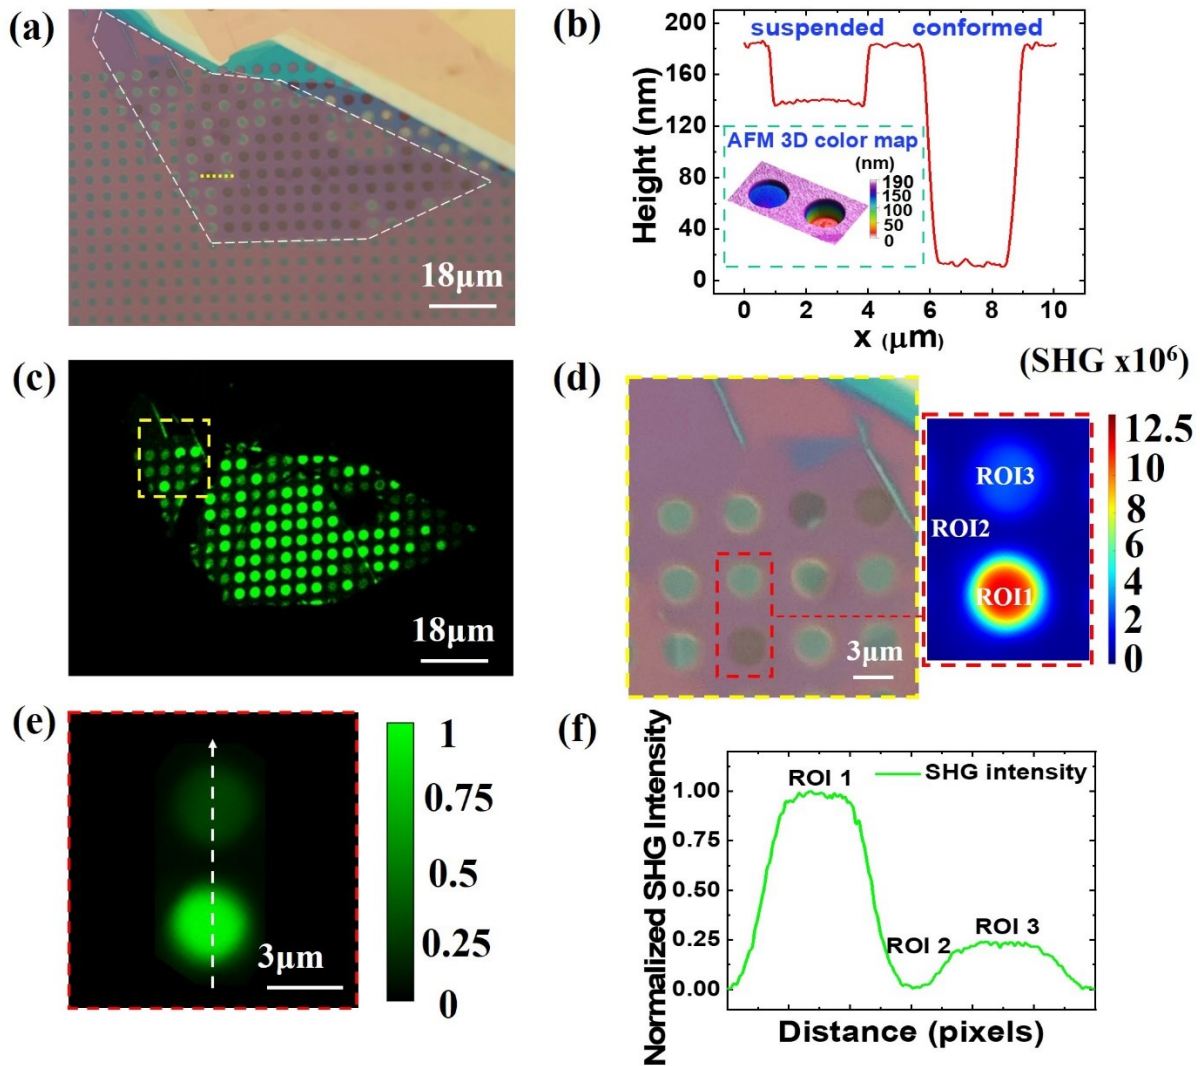 (a)
18μm
(b)
Height (nm)
200
160
120
80
40
0
suspended conformed
AFM 3D color map
(nm)
190
150
100
50
0
0 2 4 6 8 10
x (μm)
(c)
18μm
(d)
(SHG x10⁶)
3μm
ROI3
ROI2
ROI1
12.5
10
8
6
4
2
0
(e)
3μm
1
0.75
0.5
0.25
0
(f)
Normalized SHG Intensity
1.00
0.75
0.50
0.25
0.00
ROI 1
SHG intensity
ROI 2
ROI 3
Distance (pixels)